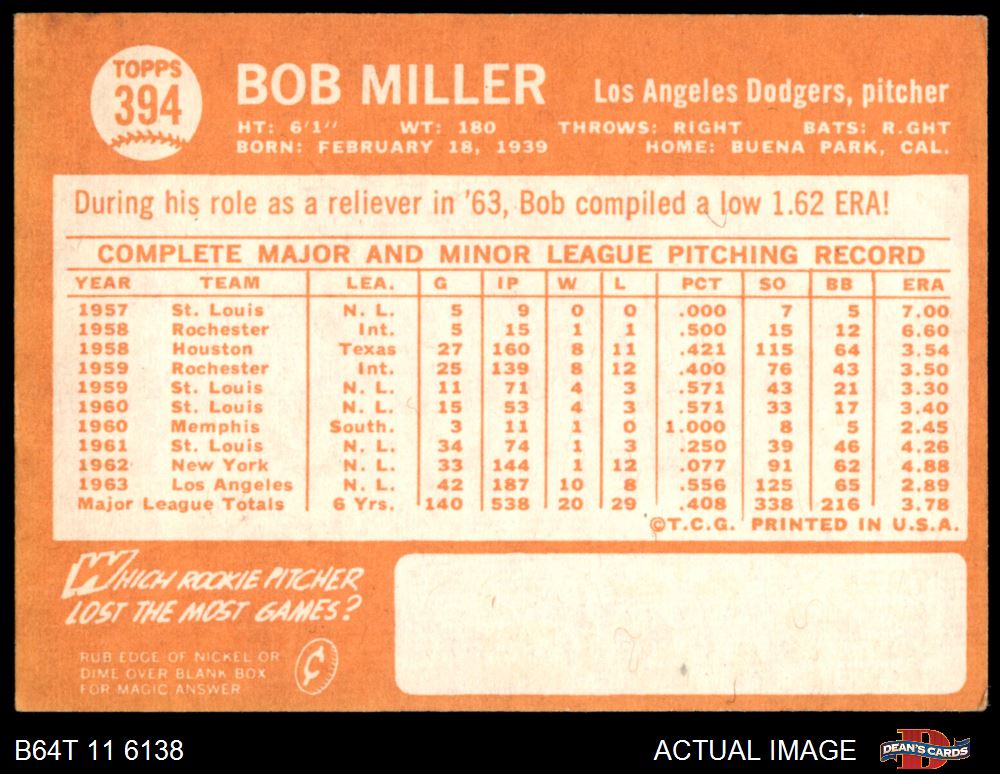 TOPPS
394
BOB MILLER
Los Angeles Dodgers, pitcher
HT: 6'1" WT: 180 THROWS: RIGHT BATS: R.GHT
BORN: FEBRUARY 18, 1939 HOME: BUENA PARK, CAL.
During his role as a reliever in '63, Bob compiled a low 1.62 ERA!
COMPLETE MAJOR AND MINOR LEAGUE PITCHING RECORD
YEAR TEAM LEA. G IP W L PCT SO BB ERA
1957 St. Louis N. L. 5 9 0 0 .000 7 5 7.00
1958 Rochester Int. 5 15 1 1 .500 15 12 6.60
1958 Houston Texas 27 160 8 11 .421 115 64 3.54
1959 Rochester Int. 25 139 8 12 .400 76 43 3.50
1959 St. Louis N. L. 11 71 4 3 .571 43 21 3.30
1960 St. Louis N. L. 15 53 4 3 .571 33 17 3.40
1960 Memphis South. 3 11 1 0 1.000 8 5 2.45
1961 St. Louis N. L. 34 74 1 3 .250 39 46 4.26
1962 New York N. L. 33 144 1 12 .077 91 62 4.88
1963 Los Angeles N. L. 42 187 10 8 .556 125 65 2.89
Major League Totals 6 Yrs. 140 538 20 29 .408 338 216 3.78
©T.C.G. PRINTED IN U.S.A.
WHICH ROOKIE PITCHER
LOST THE MOST GAMES?
RUB EDGE OF NICKEL OR
DIME OVER BLANK BOX
FOR MAGIC ANSWER
¢
B64T 11 6138
ACTUAL IMAGE
DEAN'S CARDS